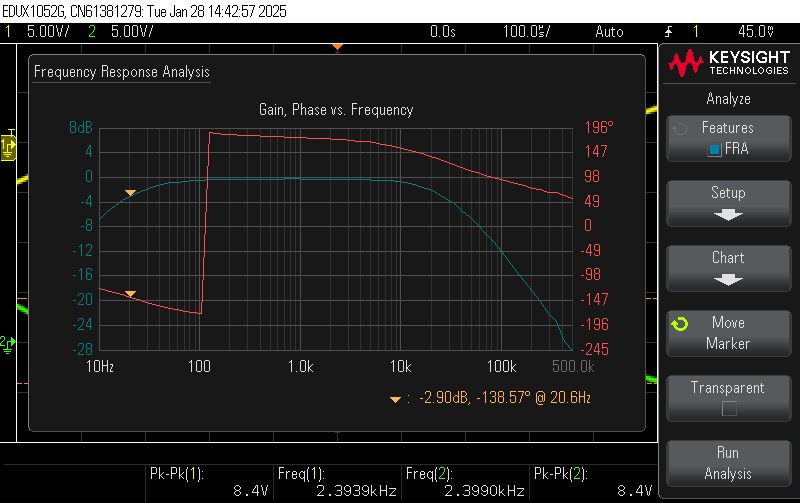 EDUX1052G, CN61381279: Tue Jan 28 14:42:57 2025
1 5.00V/ 2 5.00V/ 0.0s 100.0㎲/ Auto 1 45.0㎷
KEYSIGHT
TECHNOLOGIES
Analyze
Features
FRA
Setup
Chart
Move
Marker
Transparent
Run
Analysis
Frequency Response Analysis
Gain, Phase vs. Frequency
8dB 196°
4 147
0 98
-4 49
-8 0
-12 -49
-16 -98
-20 -147
-24 -196
-28 -245
10Hz 100 1.0k 10k 100k 500.0k
: -2.90dB, -138.57° @ 20.6Hz
T
1
2
Pk-Pk(1): Freq(1): Freq(2): Pk-Pk(2):
8.4V 2.3939kHz 2.3990kHz 8.4V